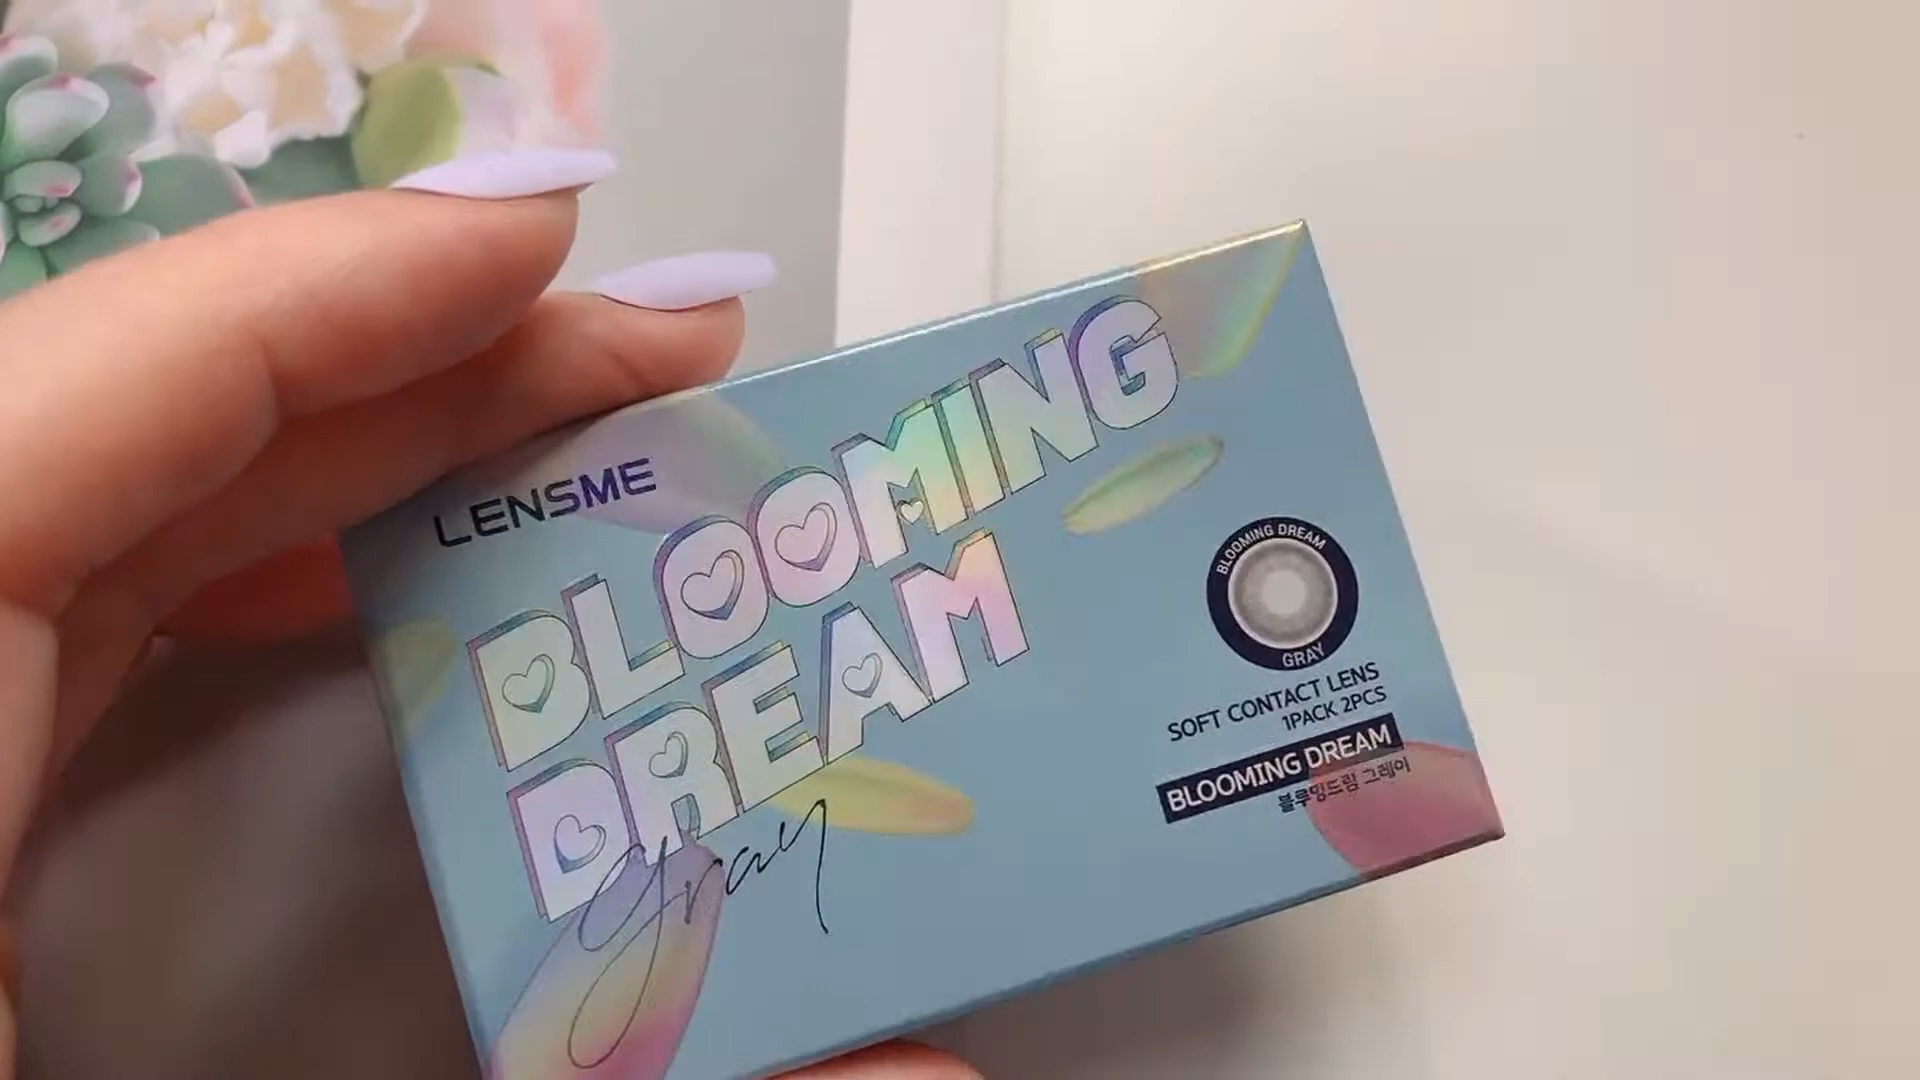 LENSME
BLOOMING
DREAM
gray
BLOOMING DREAM
GRAY
SOFT CONTACT LENS
1PACK 2PCS
BLOOMING DREAM
블루밍드림 그레이